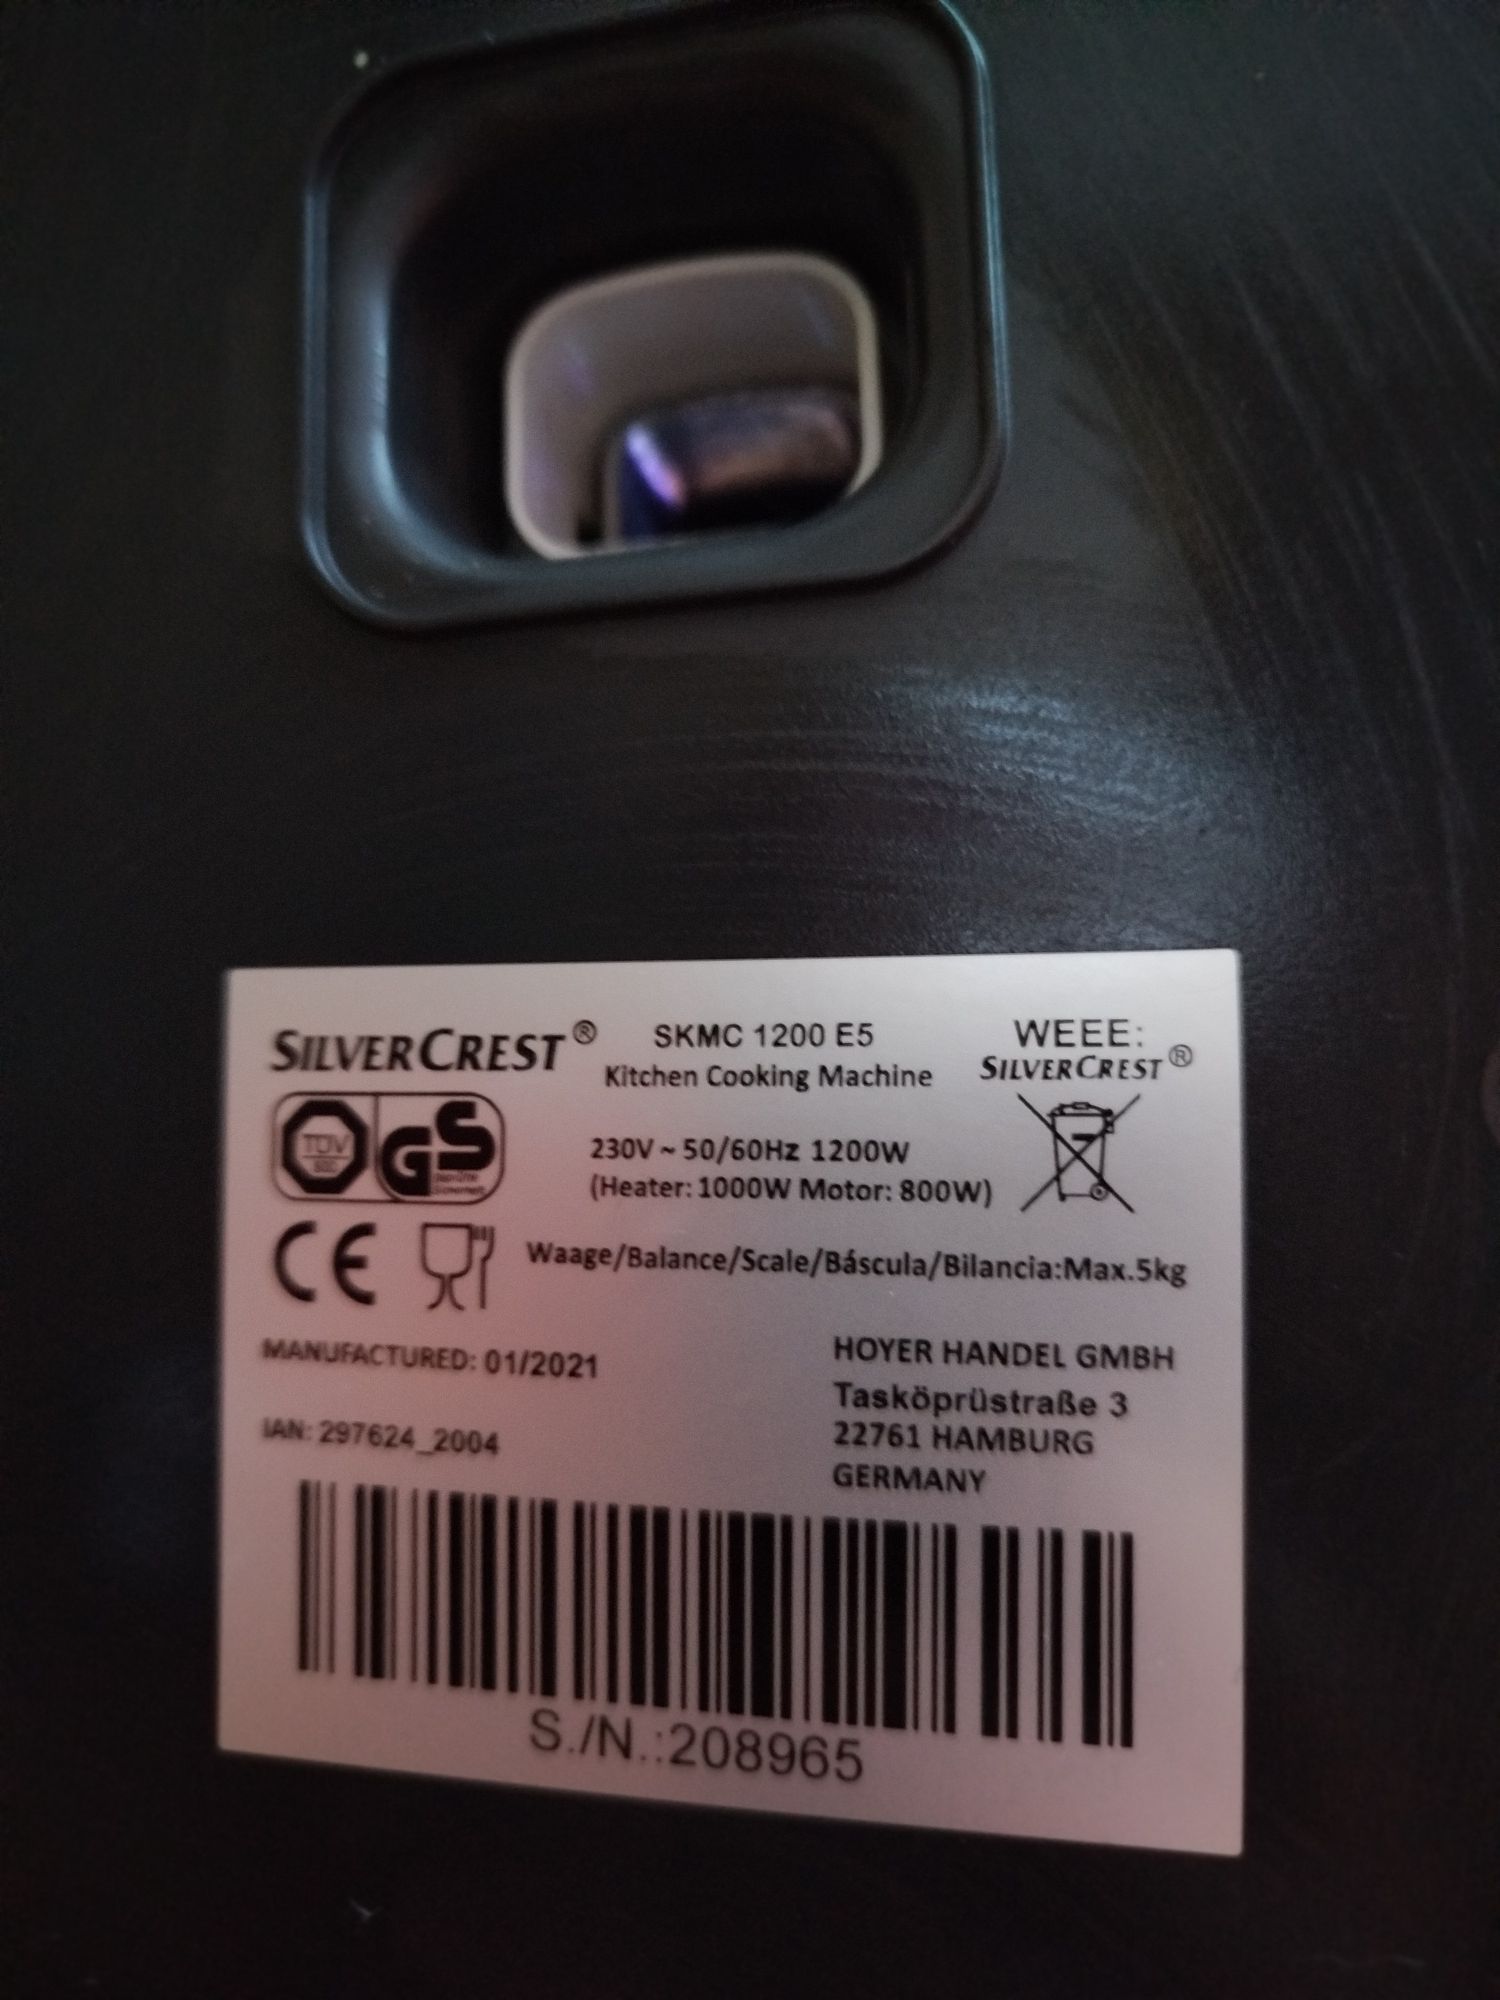 SILVERCREST®
SKMC 1200 E5
Kitchen Cooking Machine
WEEE:
SILVERCREST®
TÜV
GS
230V ~ 50/60Hz 1200W
(Heater: 1000W Motor: 800W)
CE
Waage/Balance/Scale/Báscula/Bilancia:Max.5kg
MANUFACTURED: 01/2021
IAN: 297624_2004
HOYER HANDEL GMBH
Tasköprüstraße 3
22761 HAMBURG
GERMANY
S./N.:208965